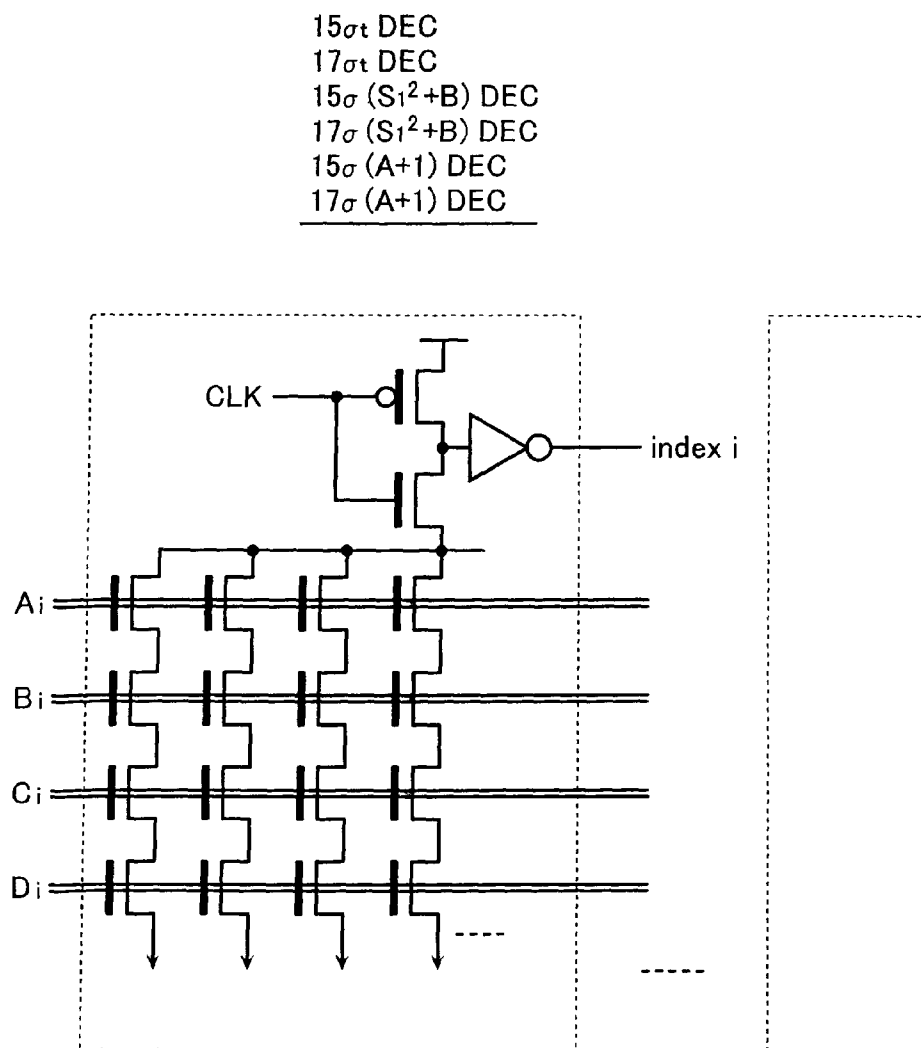 15σt DEC
17σt DEC
15σ (S1²+B) DEC
17σ (S1²+B) DEC
15σ (A+1) DEC
17σ (A+1) DEC
CLK
index i
Ai
Bi
Ci
Di